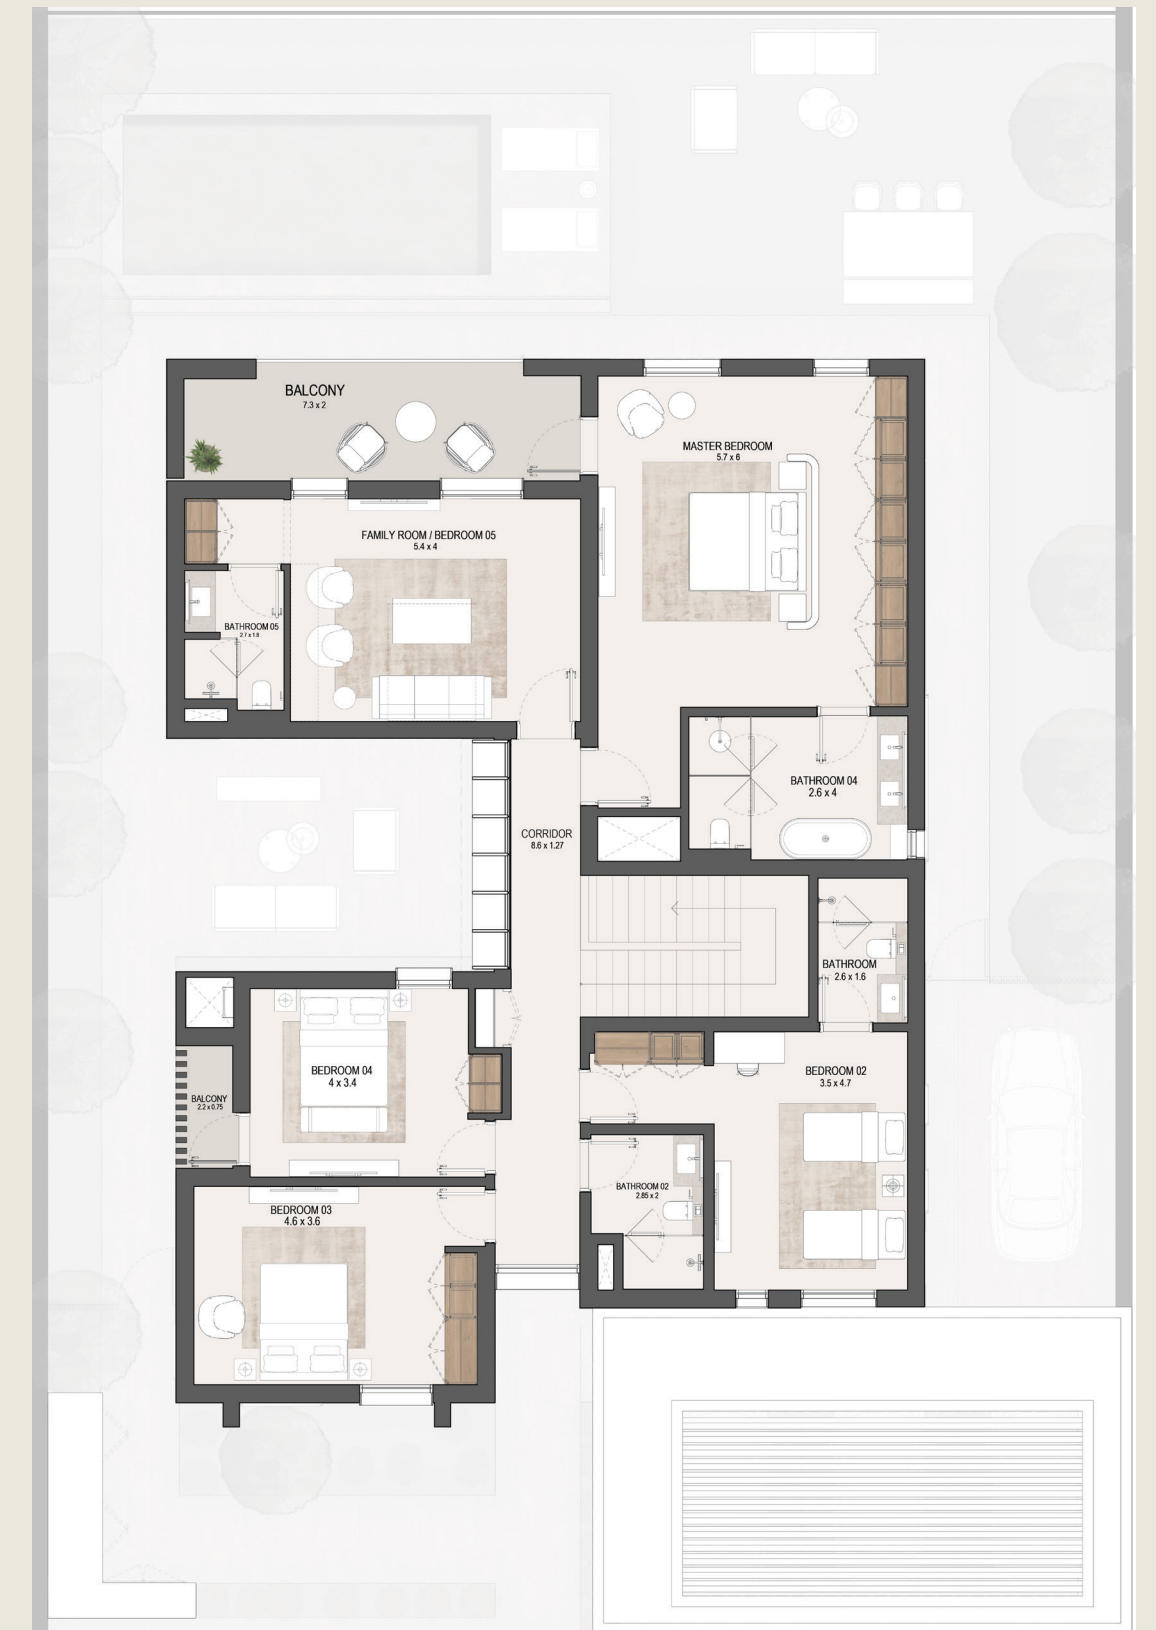 BALCONY
7.3 x 2
MASTER BEDROOM
5.7 x 6
FAMILY ROOM / BEDROOM 05
5.4 x 4
BATHROOM 05
2.7 x 1.8
BATHROOM 04
2.6 x 4
CORRIDOR
8.6 x 1.27
BATHROOM
2.6 x 1.6
BEDROOM 04
4 x 3.4
BEDROOM 02
3.5 x 4.7
BALCONY
2.2 x 0.75
BATHROOM 02
2.85 x 2
BEDROOM 03
4.6 x 3.6